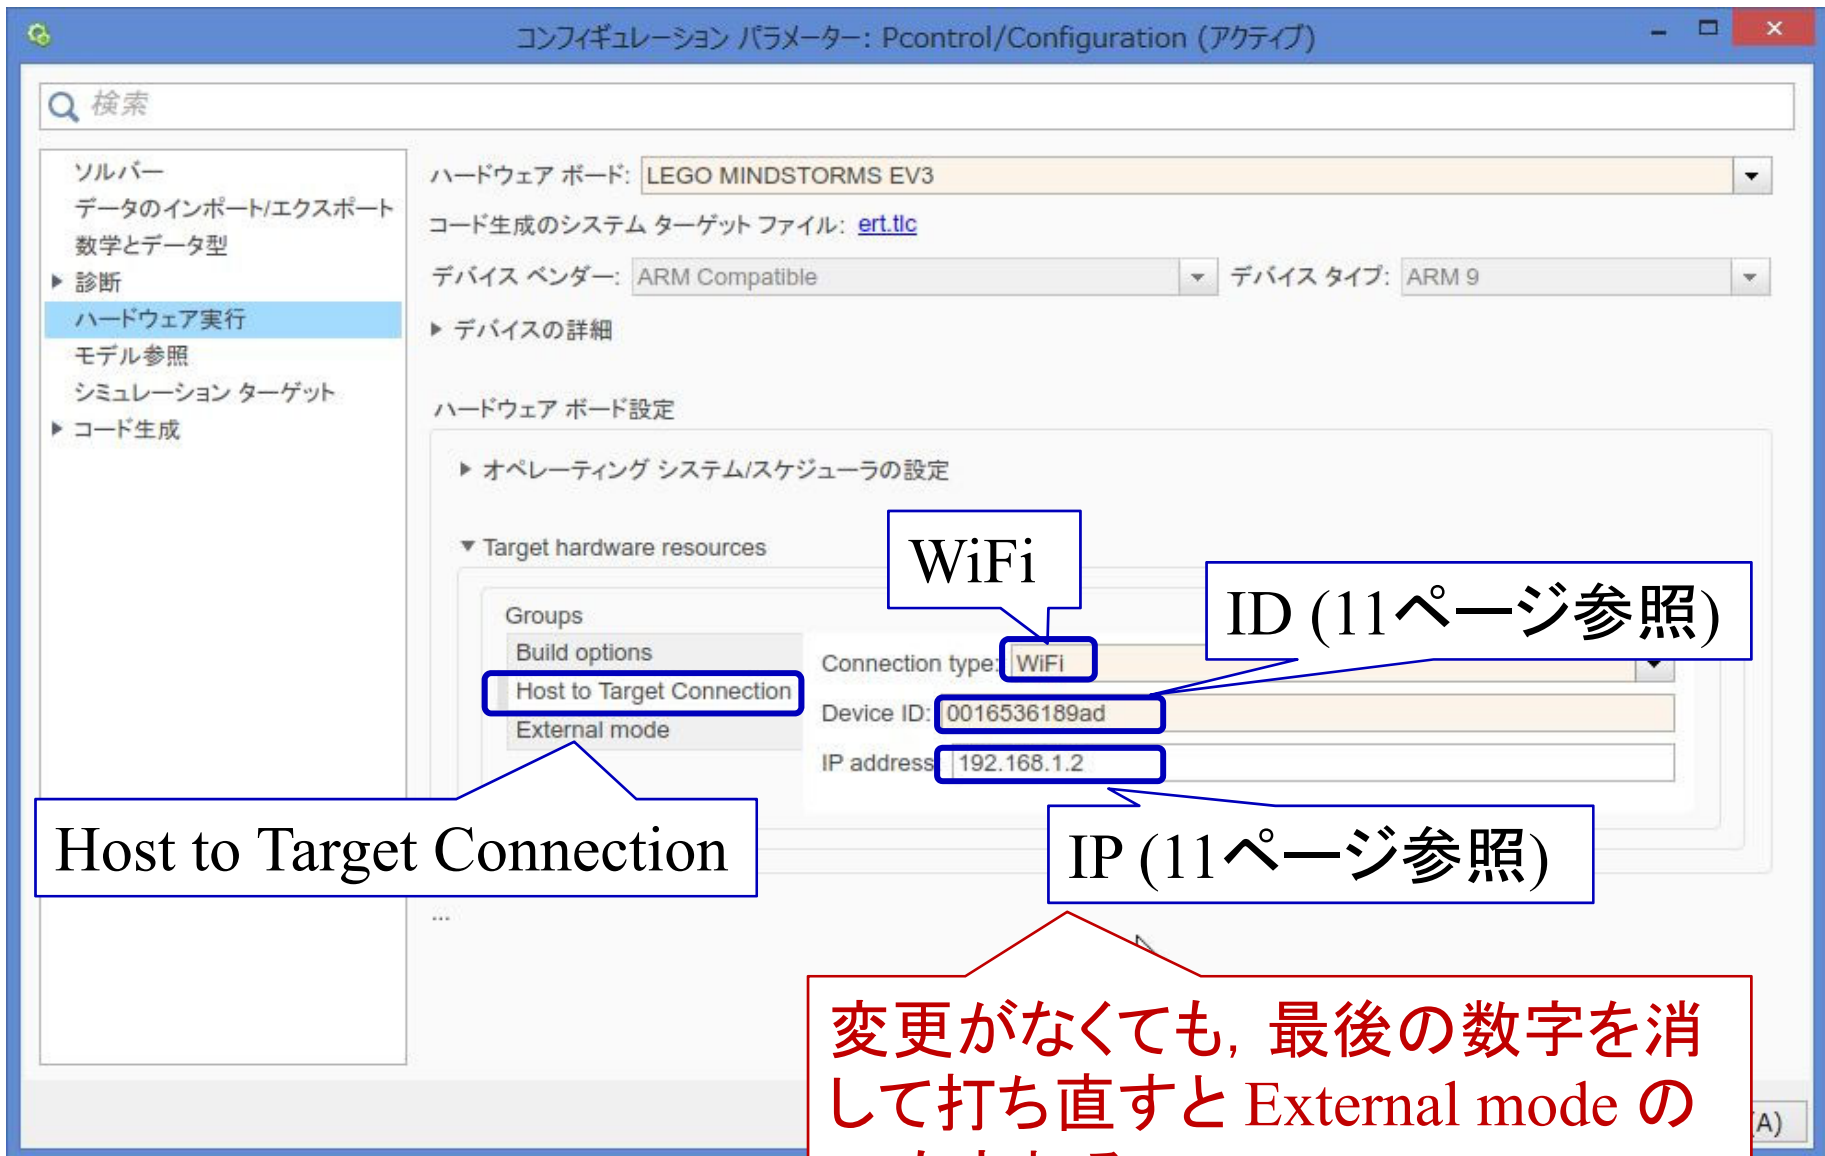 コンフィギュレーション パラメーター: Pcontrol/Configuration (アクティブ)
検索
ソルバー
データのインポート/エクスポート
数学とデータ型
診断
ハードウェア実行
モデル参照
シミュレーション ターゲット
コード生成
ハードウェア ボード: LEGO MINDSTORMS EV3
コード生成のシステム ターゲット ファイル: ert.tlc
デバイス ベンダー: ARM Compatible デバイス タイプ: ARM 9
デバイスの詳細
ハードウェア ボード設定
オペレーティング システム/スケジューラの設定
Target hardware resources
WiFi
ID (11ページ参照)
Groups
Build options
Host to Target Connection
External mode
Connection type: WiFi
Device ID: 0016536189ad
IP address 192.168.1.2
Host to Target Connection
IP (11ページ参照)
...
変更がなくても, 最後の数字を消
して打ち直すと External mode の
A)